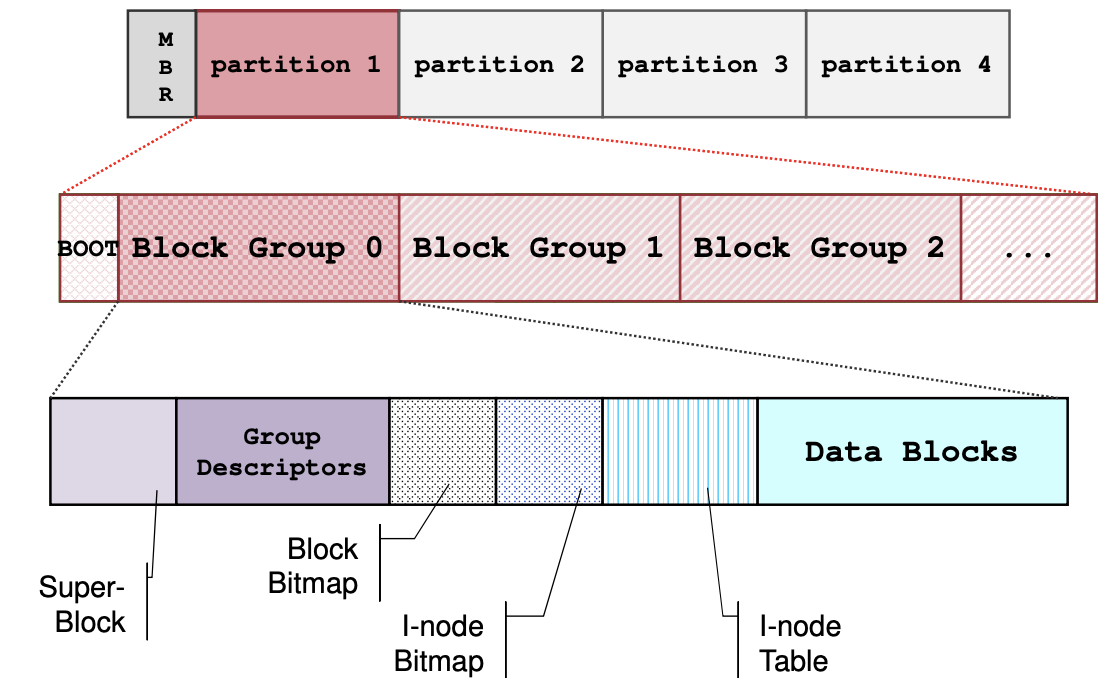 M
B
R
partition 1
partition 2
partition 3
partition 4
BOOT
Block Group 0
Block Group 1
Block Group 2
...
Group
Descriptors
Data Blocks
Super-
Block
Block
Bitmap
I-node
Bitmap
I-node
Table